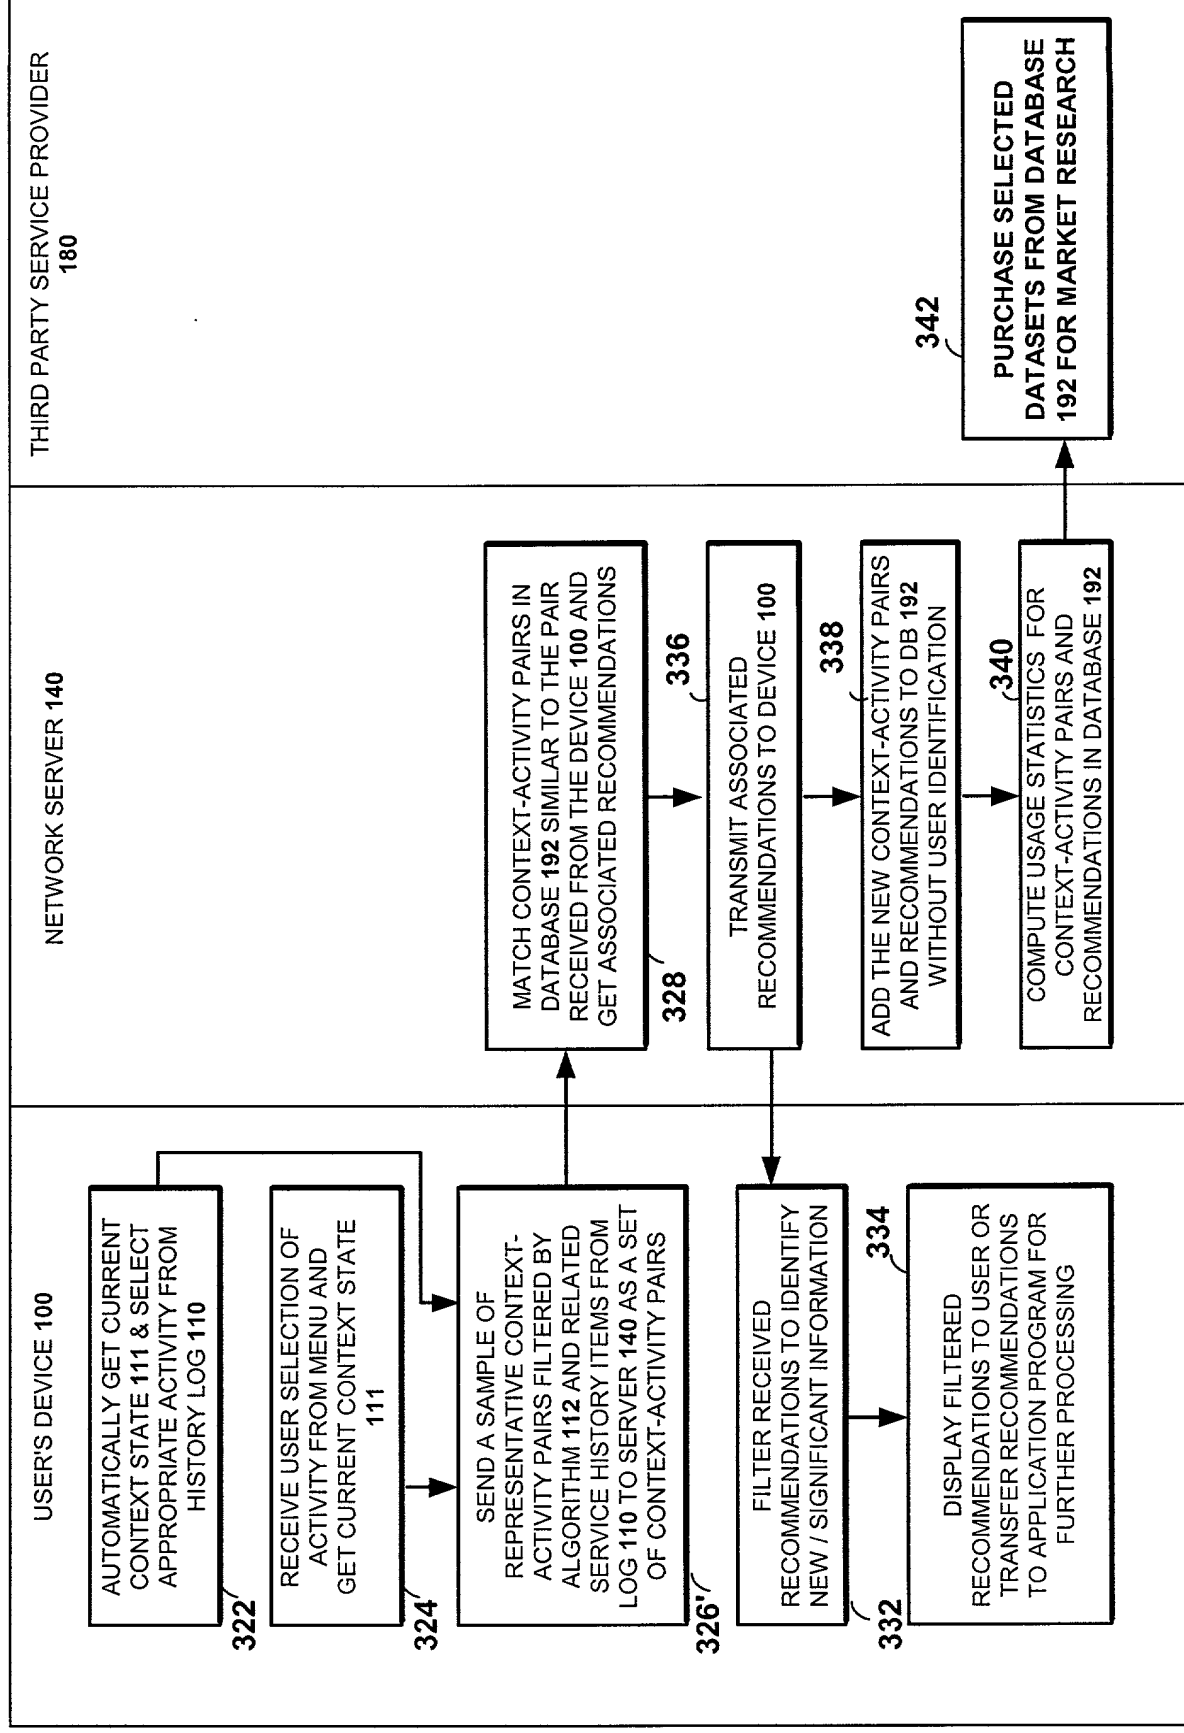 USER'S DEVICE 100
AUTOMATICALLY GET CURRENT
CONTEXT STATE 111 & SELECT
APPROPRIATE ACTIVITY FROM
HISTORY LOG 110
322
RECEIVE USER SELECTION OF
ACTIVITY FROM MENU AND
GET CURRENT CONTEXT STATE
111
324
SEND A SAMPLE OF
REPRESENTATIVE CONTEXT-
ACTIVITY PAIRS FILTERED BY
ALGORITHM 112 AND RELATED
SERVICE HISTORY ITEMS FROM
LOG 110 TO SERVER 140 AS A SET
OF CONTEXT-ACTIVITY PAIRS
326'
FILTER RECEIVED
RECOMMENDATIONS TO IDENTIFY
NEW / SIGNIFICANT INFORMATION
332
334
DISPLAY FILTERED
RECOMMENDATIONS TO USER OR
TRANSFER RECOMMENDATIONS
TO APPLICATION PROGRAM FOR
FURTHER PROCESSING
NETWORK SERVER 140
MATCH CONTEXT-ACTIVITY PAIRS IN
DATABASE 192 SIMILAR TO THE PAIR
RECEIVED FROM THE DEVICE 100 AND
GET ASSOCIATED RECOMMENDATIONS
328
336
TRANSMIT ASSOCIATED
RECOMMENDATIONS TO DEVICE 100
338
ADD THE NEW CONTEXT-ACTIVITY PAIRS
AND RECOMMENDATIONS TO DB 192
WITHOUT USER IDENTIFICATION
340
COMPUTE USAGE STATISTICS FOR
CONTEXT-ACTIVITY PAIRS AND
RECOMMENDATIONS IN DATABASE 192
THIRD PARTY SERVICE PROVIDER
180
342
PURCHASE SELECTED
DATASETS FROM DATABASE
192 FOR MARKET RESEARCH